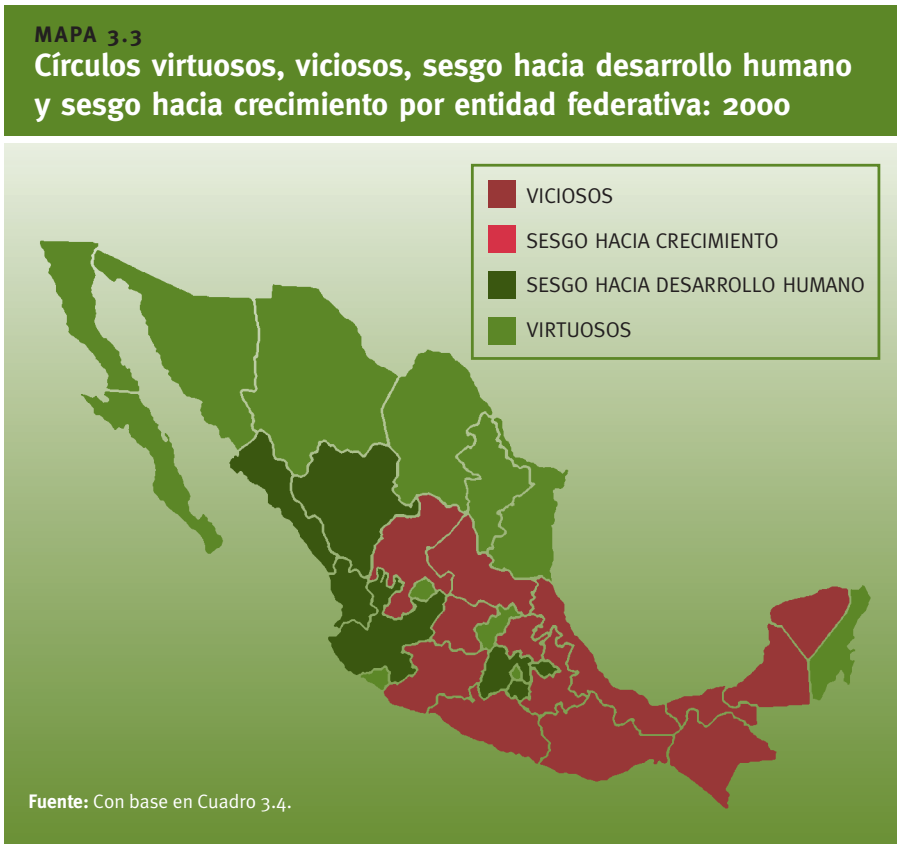 MAPA 3.3
Círculos virtuosos, viciosos, sesgo hacia desarrollo humano
y sesgo hacia crecimiento por entidad federativa: 2000
VICIOSOS
SESGO HACIA CRECIMIENTO
SESGO HACIA DESARROLLO HUMANO
VIRTUOSOS
Fuente: Con base en Cuadro 3.4.